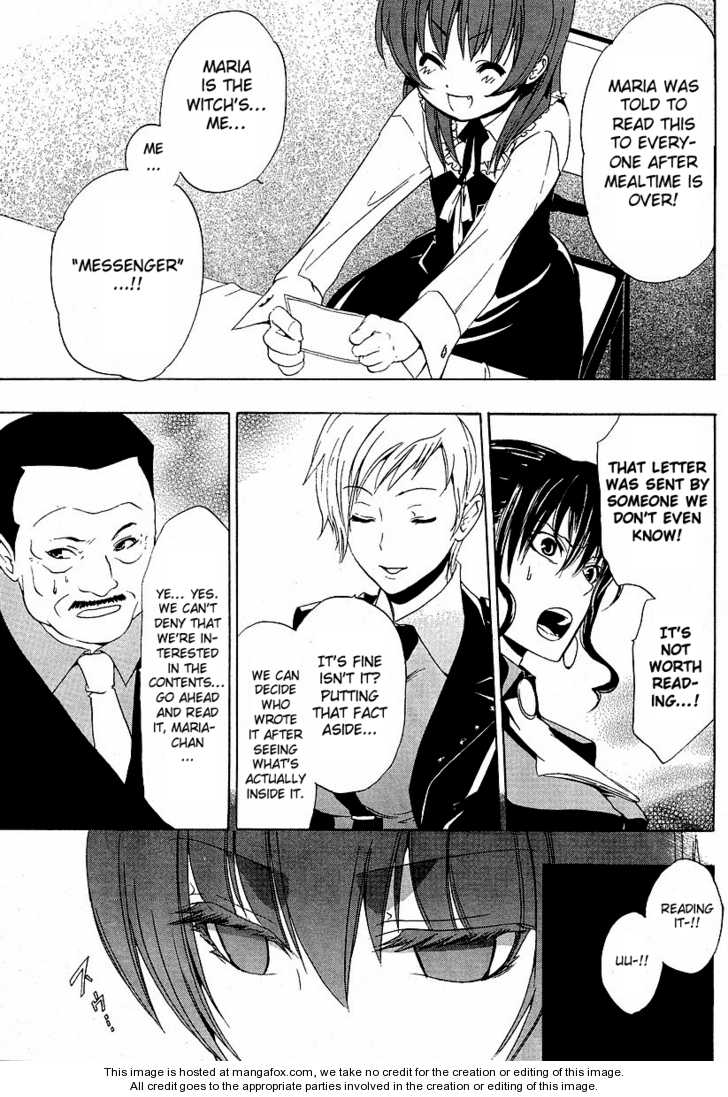 MARIA WAS
TOLD TO
READ THIS
TO EVERY-
ONE AFTER
MEALTIME IS
OVER!
MARIA
IS THE
WITCH'S...
ME...
ME
...
"MESSENGER"
...!!
THAT LETTER
WAS SENT BY
SOMEONE WE
DON'T EVEN
KNOW!
IT'S
NOT
WORTH
READ-
ING...!
IT'S FINE
ISN'T IT?
PUTTING
THAT FACT
ASIDE...
WE CAN
DECIDE
WHO
WROTE
IT AFTER
SEEING
WHAT'S
ACTUALLY
INSIDE IT.
YE... YES.
WE CAN'T
DENY THAT
WE'RE IN-
TERESTED
IN THE
CONTENTS...
GO AHEAD
AND READ
IT, MARIA-
CHAN
...
READING
IT-!!
UU-!!
スゥ...
This image is hosted at mangafox.com, we take no credit for the creation or editing of this image.
All credit goes to the appropriate parties involved in the creation or editing of this image.